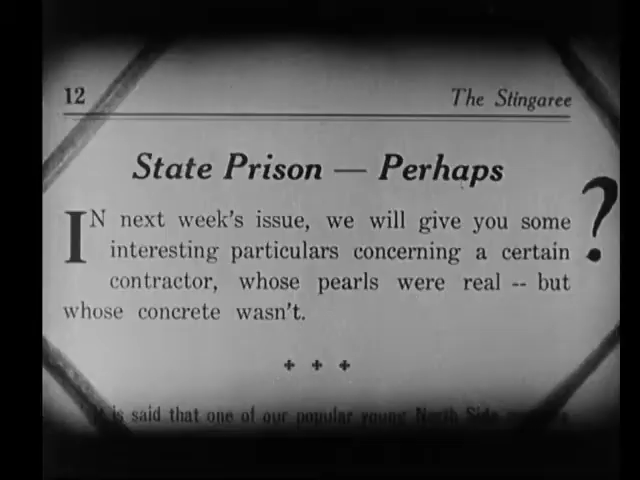 12 The Stingaree
State Prison — Perhaps
?
IN next week's issue, we will give you some
interesting particulars concerning a certain
contractor, whose pearls were real -- but
whose concrete wasn't.
is said that one of our popular young North Side